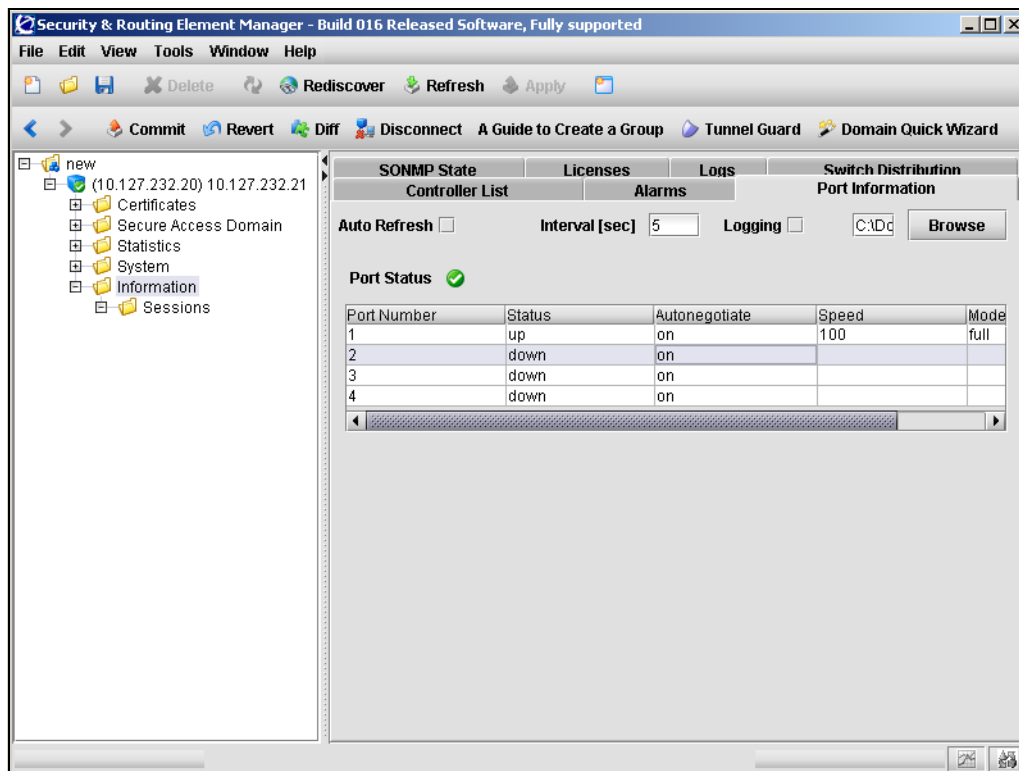 Security & Routing Element Manager - Build 016 Released Software, Fully supported
File Edit View Tools Window Help
Delete Rediscover Refresh Apply
Commit Revert Diff Disconnect A Guide to Create a Group Tunnel Guard Domain Quick Wizard
new
(10.127.232.20) 10.127.232.21
Certificates
Secure Access Domain
Statistics
System
Information
Sessions
SONMP State Licenses Logs Switch Distribution
Controller List Alarms Port Information
Auto Refresh Interval [sec] 5 Logging C:\Dc Browse
Port Status
Port Number Status Autonegotiate Speed Mode
1 up on 100 full
2 down on
3 down on
4 down on